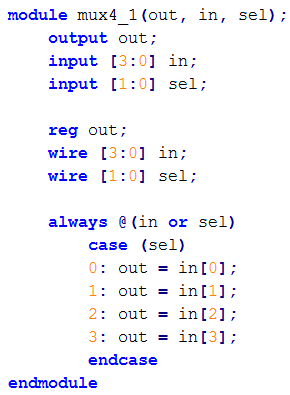 module mux4_1(out, in, sel);
    output out;
    input [3:0] in;
    input [1:0] sel;

    reg out;
    wire [3:0] in;
    wire [1:0] sel;

    always @(in or sel)
        case (sel)
        0: out = in[0];
        1: out = in[1];
        2: out = in[2];
        3: out = in[3];
        endcase
endmodule